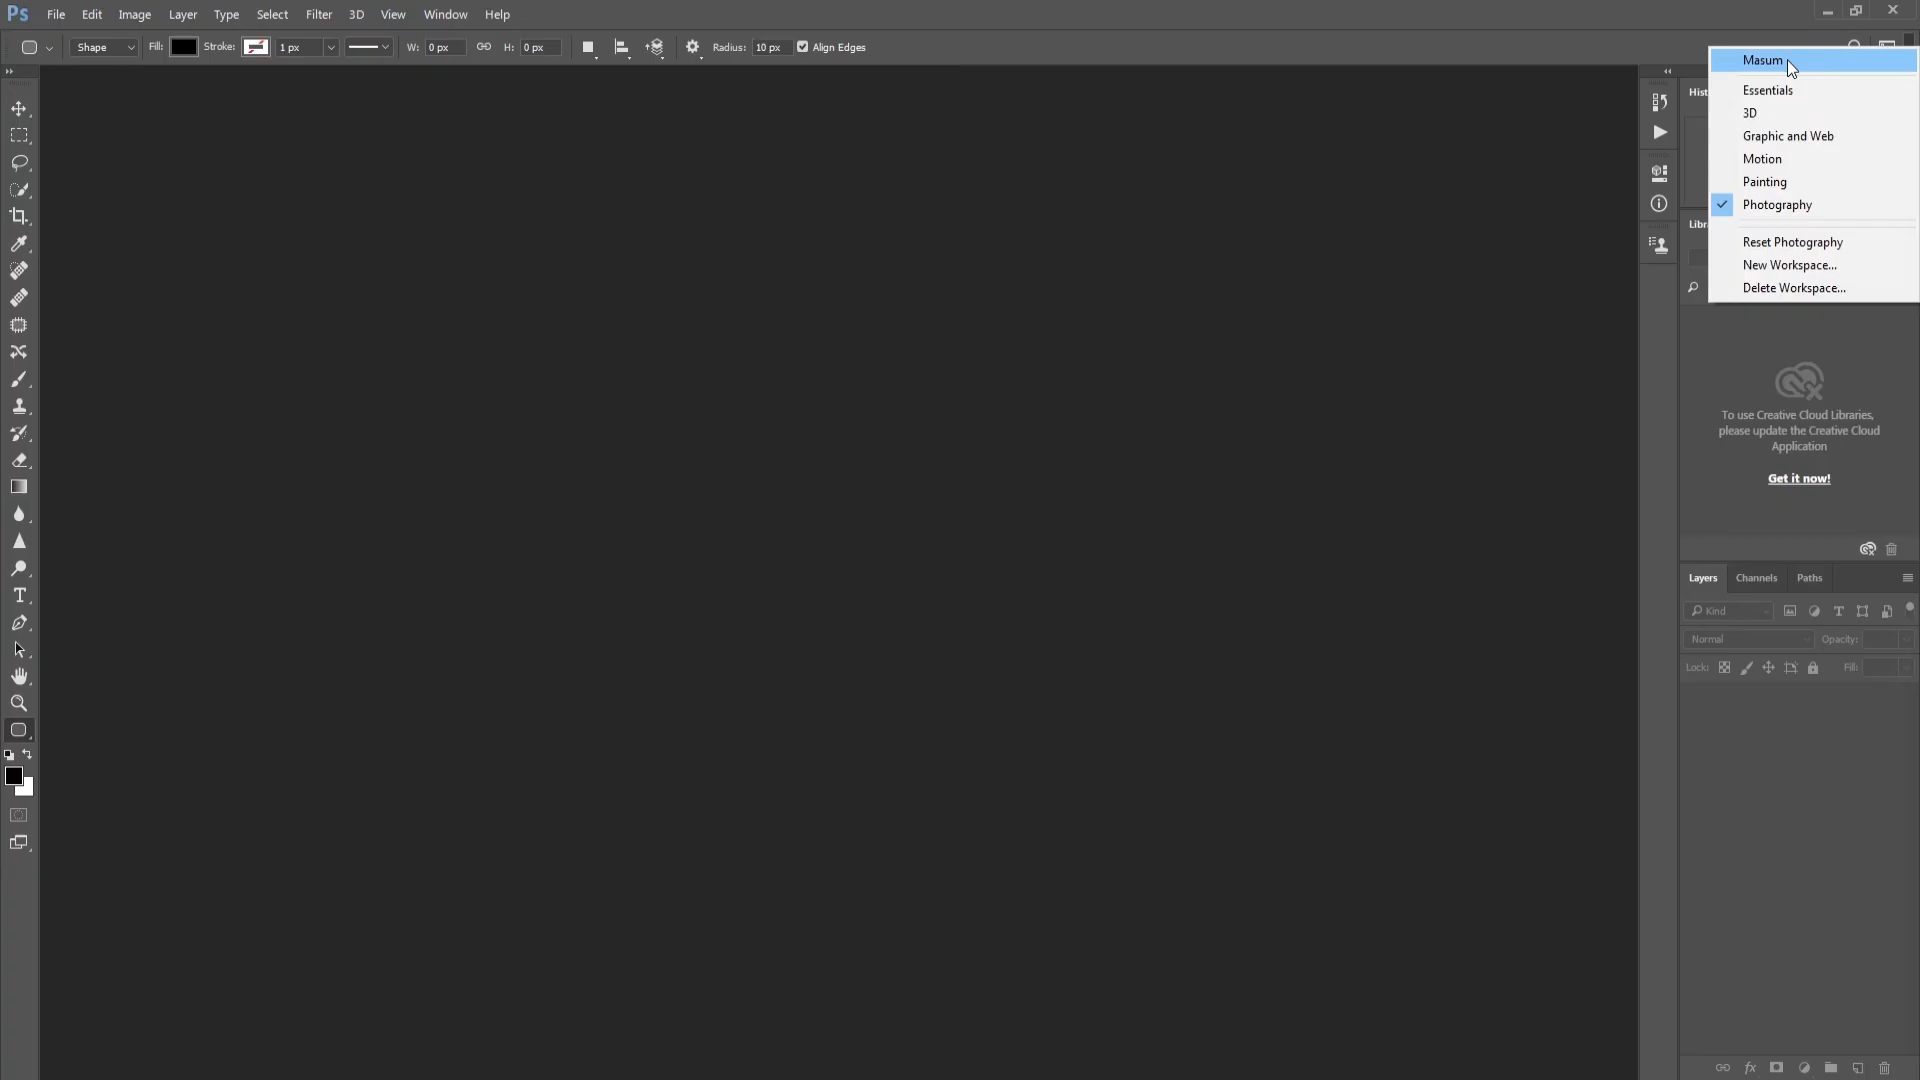 Ps File Edit Image Layer Type Select Filter 3D View Window Help
Shape Fill: Stroke: 1 px W: 0 px H: 0 px Radius: 10 px Align Edges
Masum
Essentials
3D
Graphic and Web
Motion
Painting
Photography
Reset Photography
New Workspace...
Delete Workspace...
To use Creative Cloud Libraries,
please update the Creative Cloud
Application
Get it now!
Layers Channels Paths
Kind
Normal Opacity:
Lock: Fill: